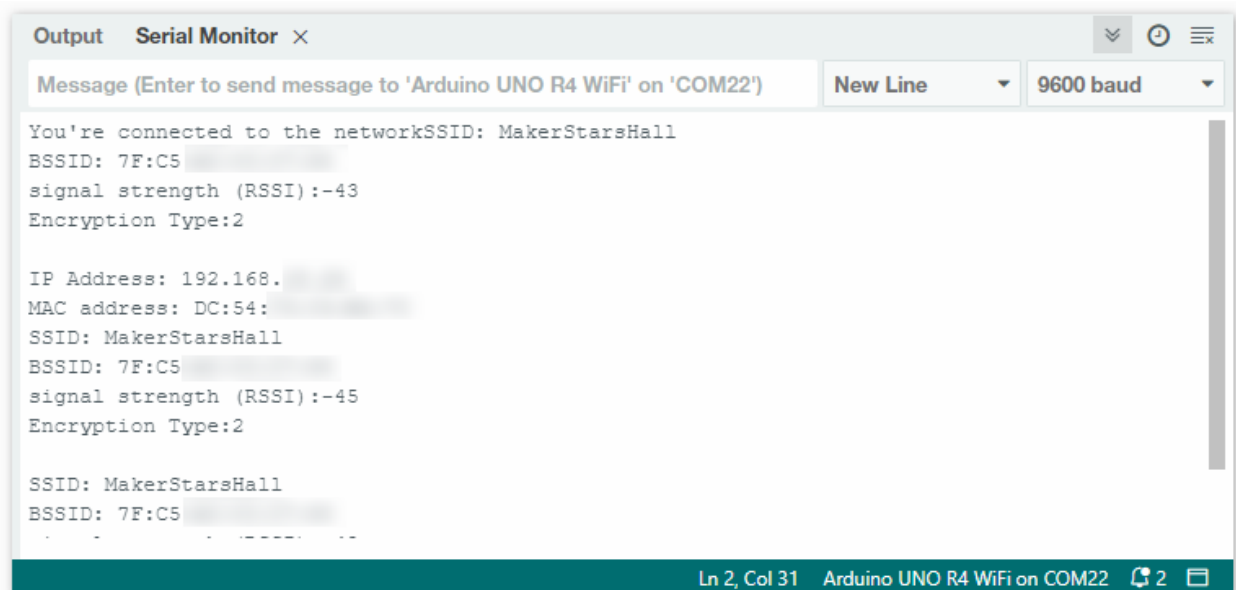 Output Serial Monitor
Message (Enter to send message to 'Arduino UNO R4 WiFi' on 'COM22') New Line 9600 baud
You're connected to the networkSSID: MakerStarsHall
BSSID: 7F:C5
signal strength (RSSI):-43
Encryption Type:2
IP Address: 192.168.
MAC address: DC:54:
SSID: MakerStarsHall
BSSID: 7F:C5
signal strength (RSSI):-45
Encryption Type:2
SSID: MakerStarsHall
BSSID: 7F:C5
Ln 2, Col 31 Arduino UNO R4 WiFi on COM22 2